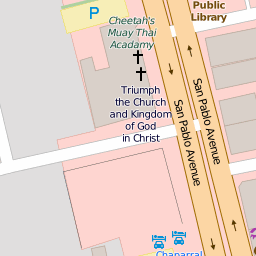 P
Cheetah's
Muay Thai
Acadamy
Public
Library
Triumph
the Church
and Kingdom
of God
in Christ
San Pablo Avenue
San Pablo Avenue
Chaparral